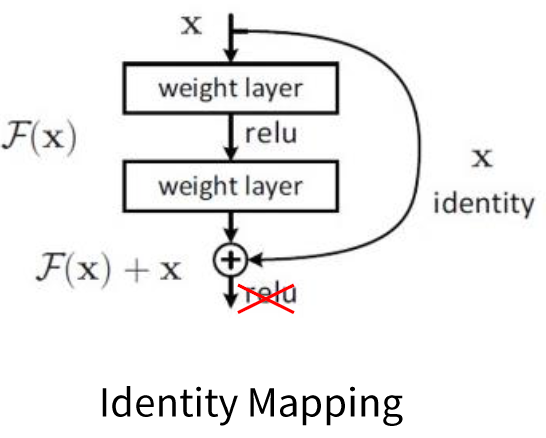 x
weight layer
F(x)
relu
x
weight layer
identity
F(x) + x
relu
Identity Mapping